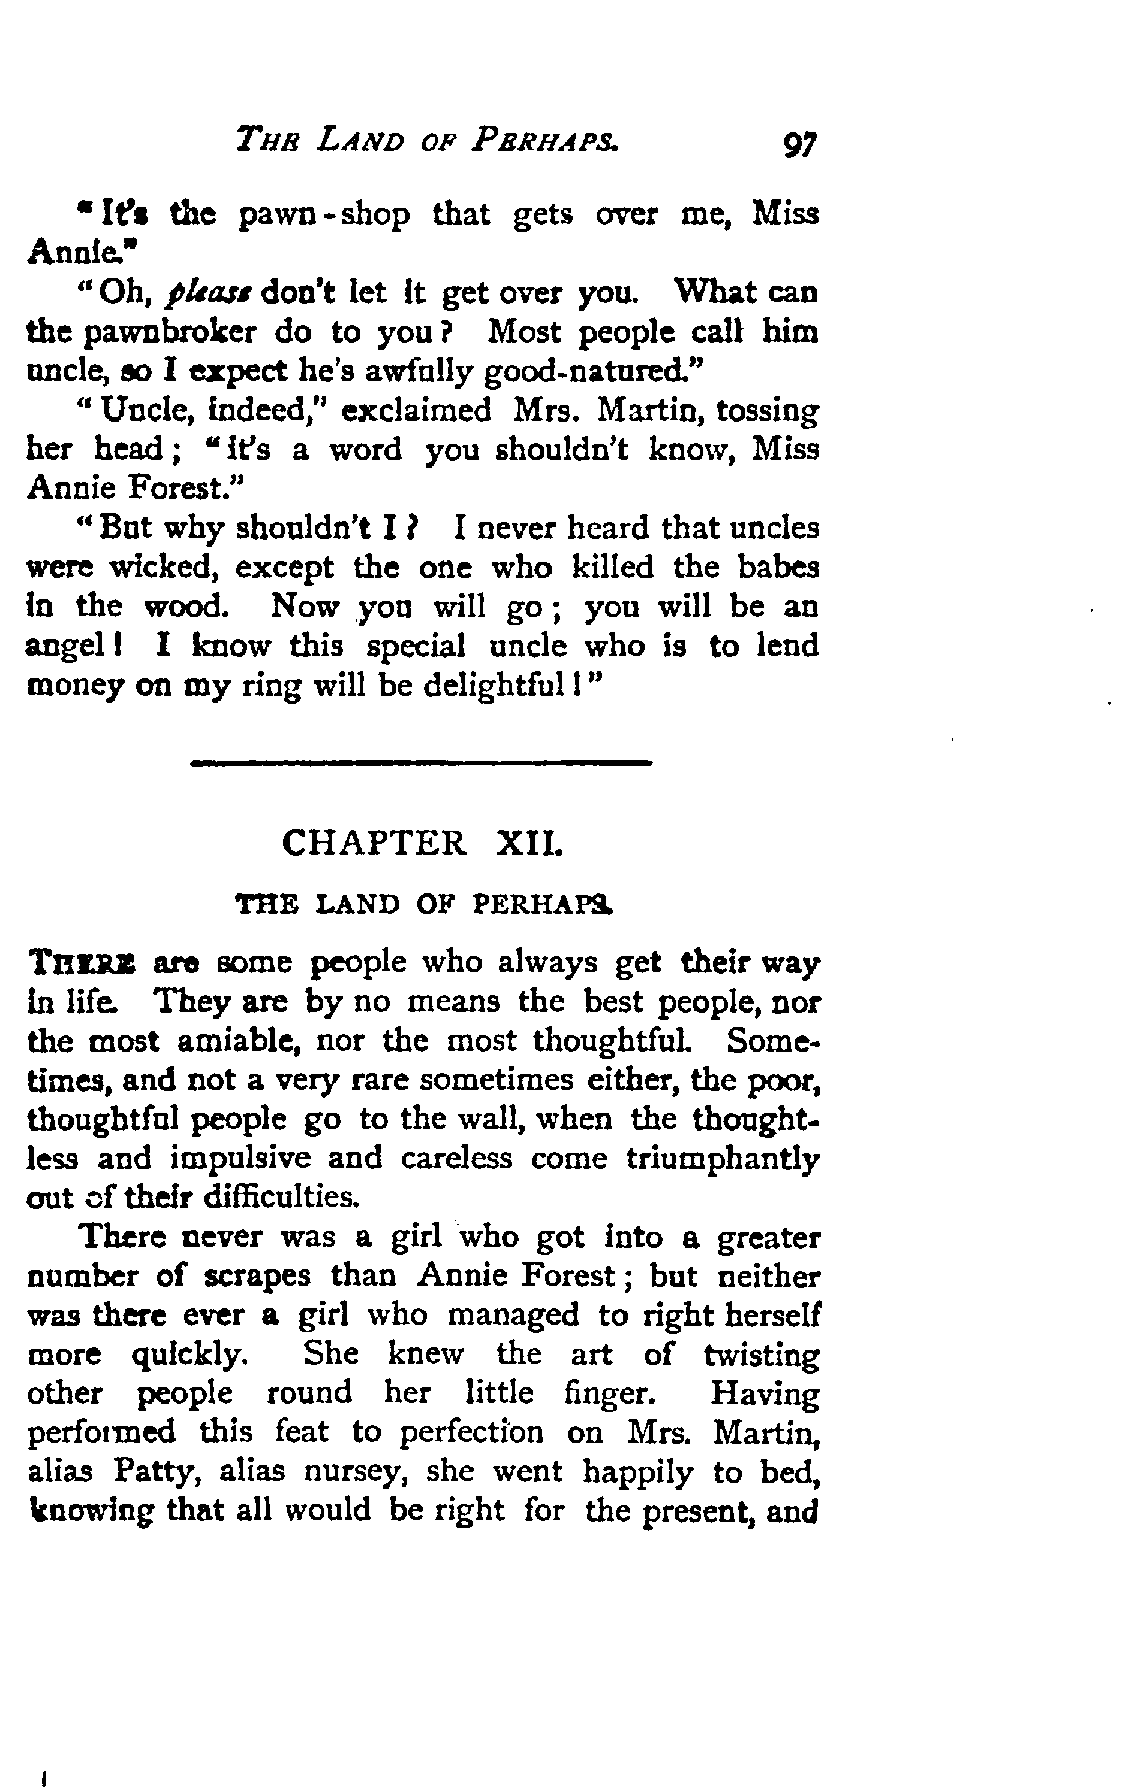 THE LAND OF PERHAPS. 97
"It's the pawn-shop that gets over me, Miss
Annie."
"Oh, please don't let it get over you. What can
the pawnbroker do to you? Most people call him
uncle, so I expect he's awfully good-natured."
"Uncle, indeed," exclaimed Mrs. Martin, tossing
her head; "it's a word you shouldn't know, Miss
Annie Forest."
"But why shouldn't I? I never heard that uncles
were wicked, except the one who killed the babes
in the wood. Now you will go; you will be an
angel! I know this special uncle who is to lend
money on my ring will be delightful!"
CHAPTER XII.
THE LAND OF PERHAPS.
THERE are some people who always get their way
in life. They are by no means the best people, nor
the most amiable, nor the most thoughtful. Some-
times, and not a very rare sometimes either, the poor,
thoughtful people go to the wall, when the thought-
less and impulsive and careless come triumphantly
out of their difficulties.
There never was a girl who got into a greater
number of scrapes than Annie Forest; but neither
was there ever a girl who managed to right herself
more quickly. She knew the art of twisting
other people round her little finger. Having
performed this feat to perfection on Mrs. Martin,
alias Patty, alias nursey, she went happily to bed,
knowing that all would be right for the present, and